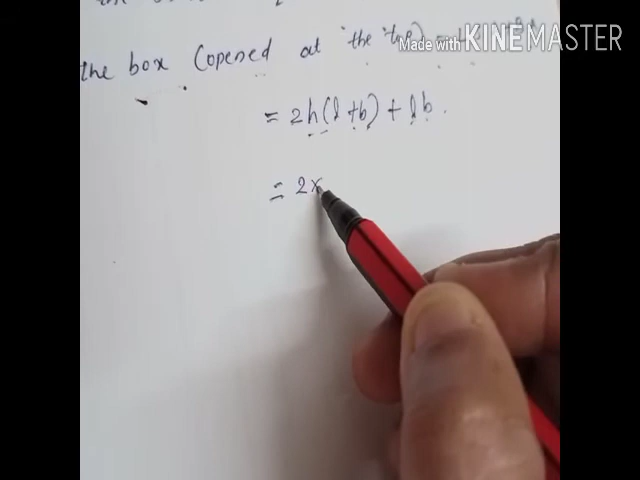 the box (opened at the top)
Made with KINEMASTER
= 2h(l+b) + lb.
= 2x